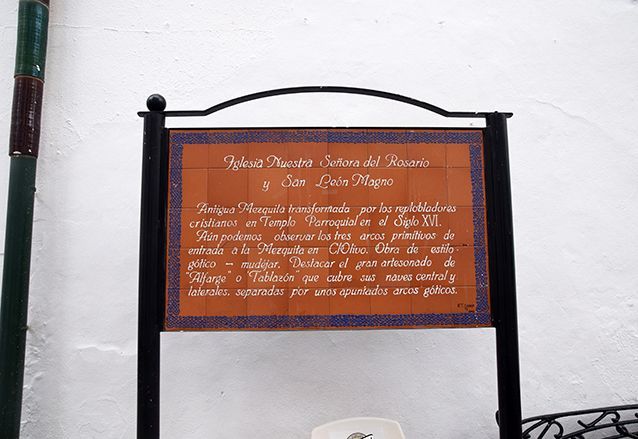 Iglesia Nuestra Señora del Rosario
y San León Magno
Antigua Mezquita transformada por los replobladores
cristianos en Templo Parroquial en el Siglo XVI.
Aún podemos observar los tres arcos primitivos de
entrada à la Mezquita en C/Olivo. Obra de estilo
gótico - mudéjar. Destacar el gran artesonado de
"Alfarge" o Tablazón" que cubre sus naves central y
laterales, separadas por unos apuntados arcos góticos.